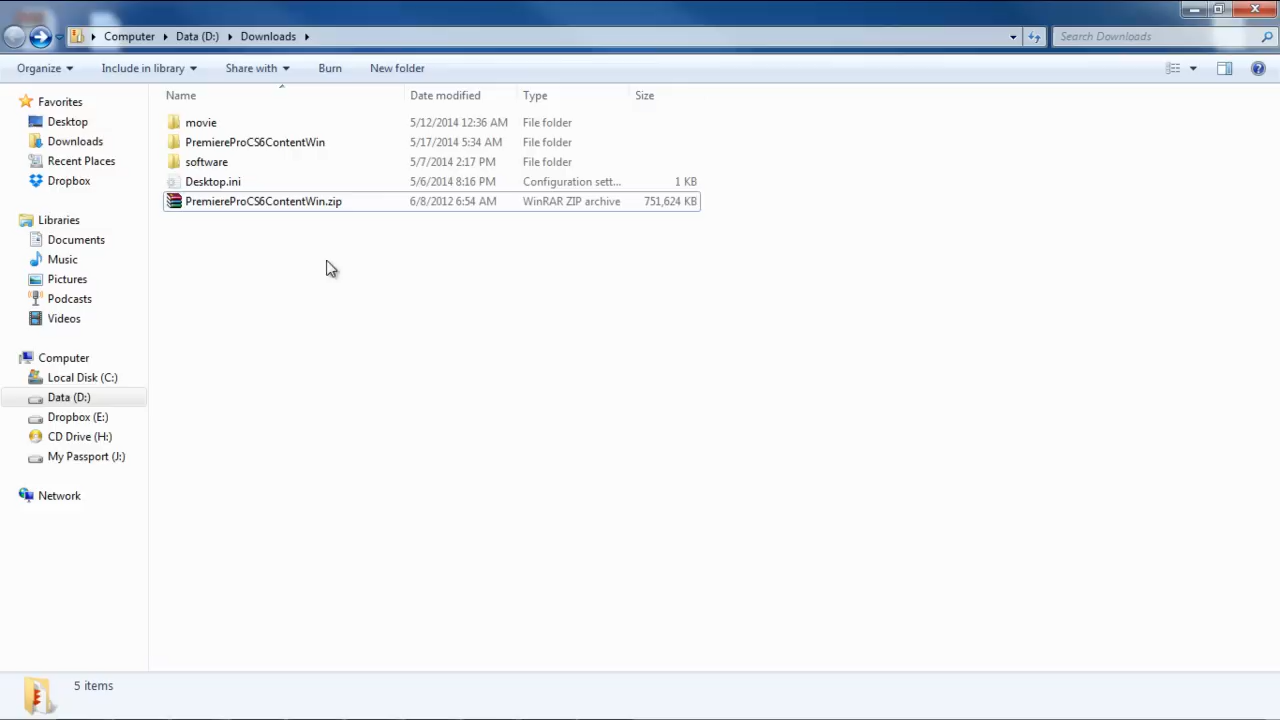 Computer Data (D:) Downloads Search Downloads
Organize Include in library Share with Burn New folder
Name Date modified Type Size
Favorites
Desktop
Downloads
Recent Places
Dropbox
Libraries
Documents
Music
Pictures
Podcasts
Videos
Computer
Local Disk (C:)
Data (D:)
Dropbox (E:)
CD Drive (H:)
My Passport (J:)
Network
movie 5/12/2014 12:36 AM File folder
PremiereProCS6ContentWin 5/17/2014 5:34 AM File folder
software 5/7/2014 2:17 PM File folder
Desktop.ini 5/6/2014 8:16 PM Configuration sett... 1 KB
PremiereProCS6ContentWin.zip 6/8/2012 6:54 AM WinRAR ZIP archive 751,624 KB
5 items